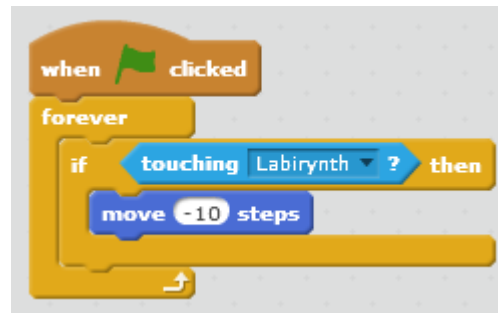 when clicked
forever
if touching Labirynth ? then
move -10 steps